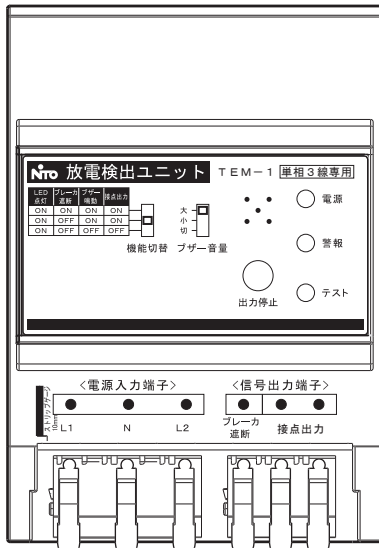 Nito 放電検出ユニット TEM-1 単相3線専用
LED点灯 ブレーカ遮断 ブザー鳴動 接点出力
ON ON ON ON
ON OFF ON ON
ON OFF OFF OFF
機能切替
大
小
切
ブザー音量
出力停止
電源
警報
テスト
<電源入力端子>
<信号出力端子>
ストリップゲージ
10mm
L1 N L2
ブレーカ
遮断
接点出力